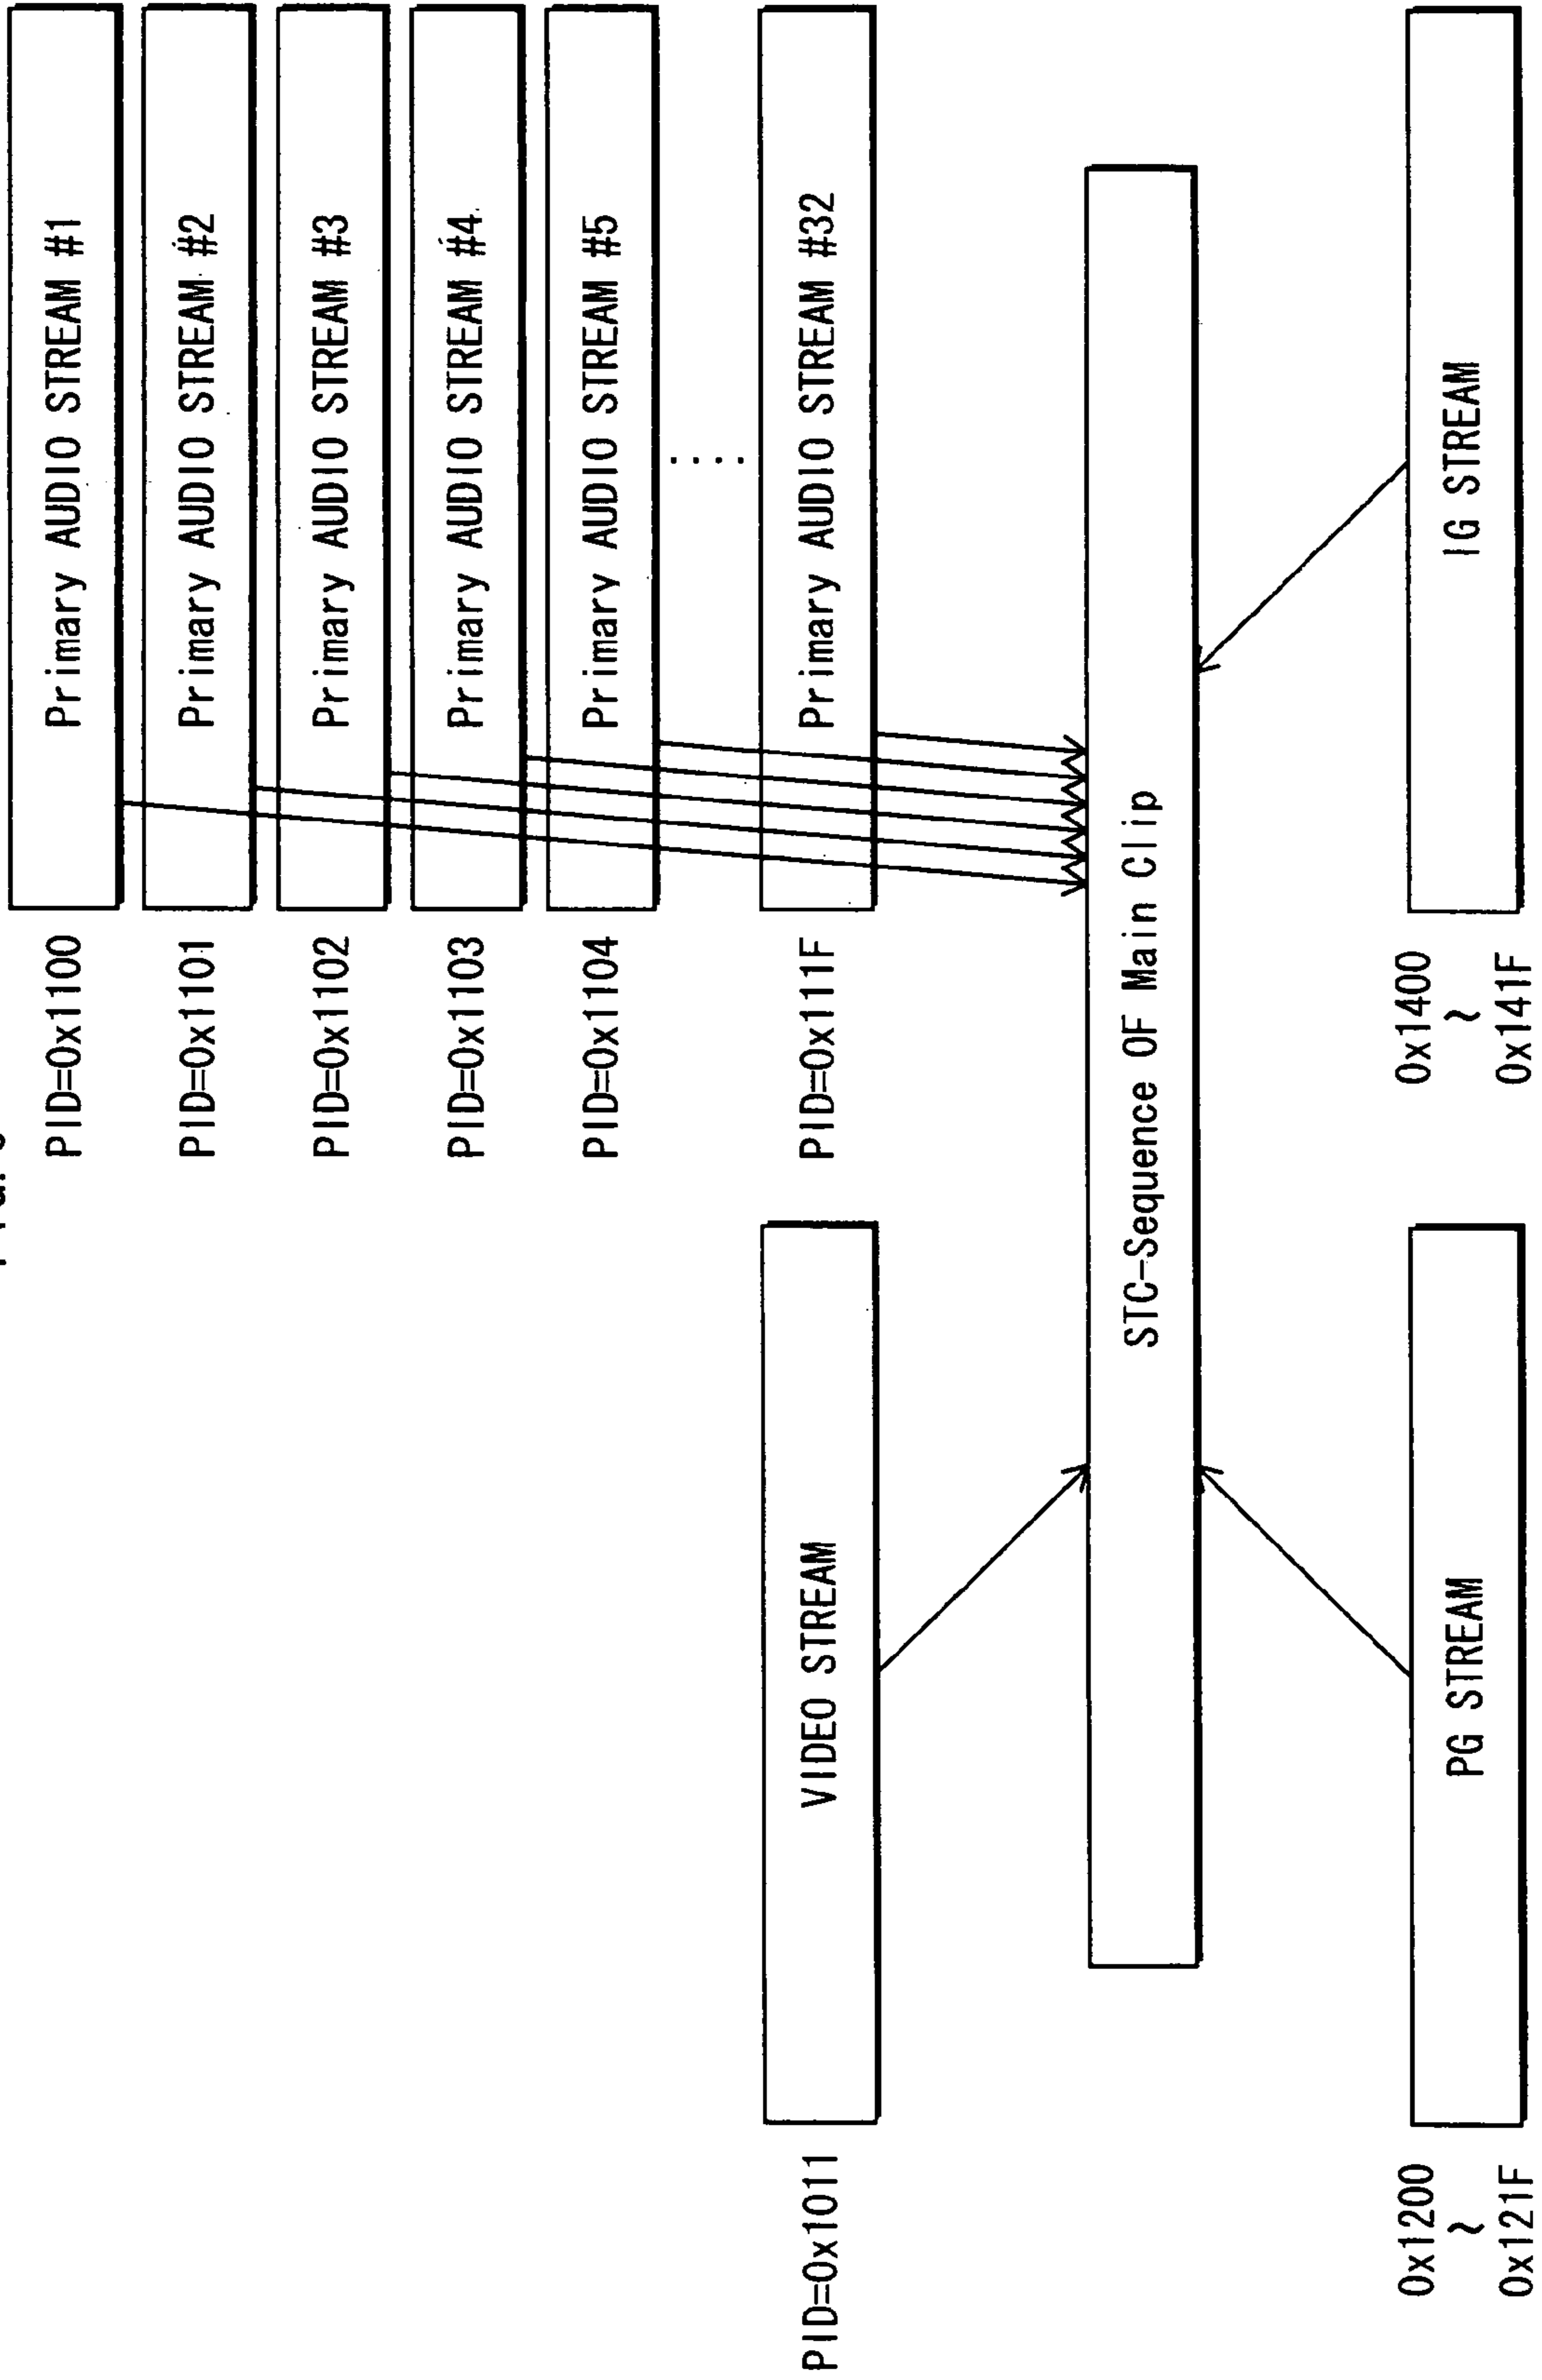 PID=0x1100
Primary AUDIO STREAM #1
PID=0x1101
Primary AUDIO STREAM #2
PID=0x1102
Primary AUDIO STREAM #3
PID=0x1103
Primary AUDIO STREAM #4
PID=0x1104
Primary AUDIO STREAM #5
....
PID=0x1011
VIDEO STREAM
PID=0x111F
Primary AUDIO STREAM #32
STC-Sequence OF Main Clip
0x1200
~
0x121F
PG STREAM
0x1400
~
0x141F
IG STREAM